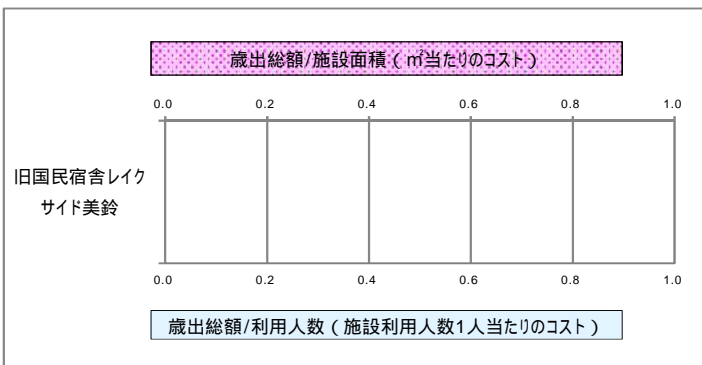 歳出総額/施設面積(㎡当たりのコスト)
0.0 0.2 0.4 0.6 0.8 1.0
旧国民宿舎レイク
サイド美鈴
0.0 0.2 0.4 0.6 0.8 1.0
歳出総額/利用人数(施設利用人数1人当たりのコスト)